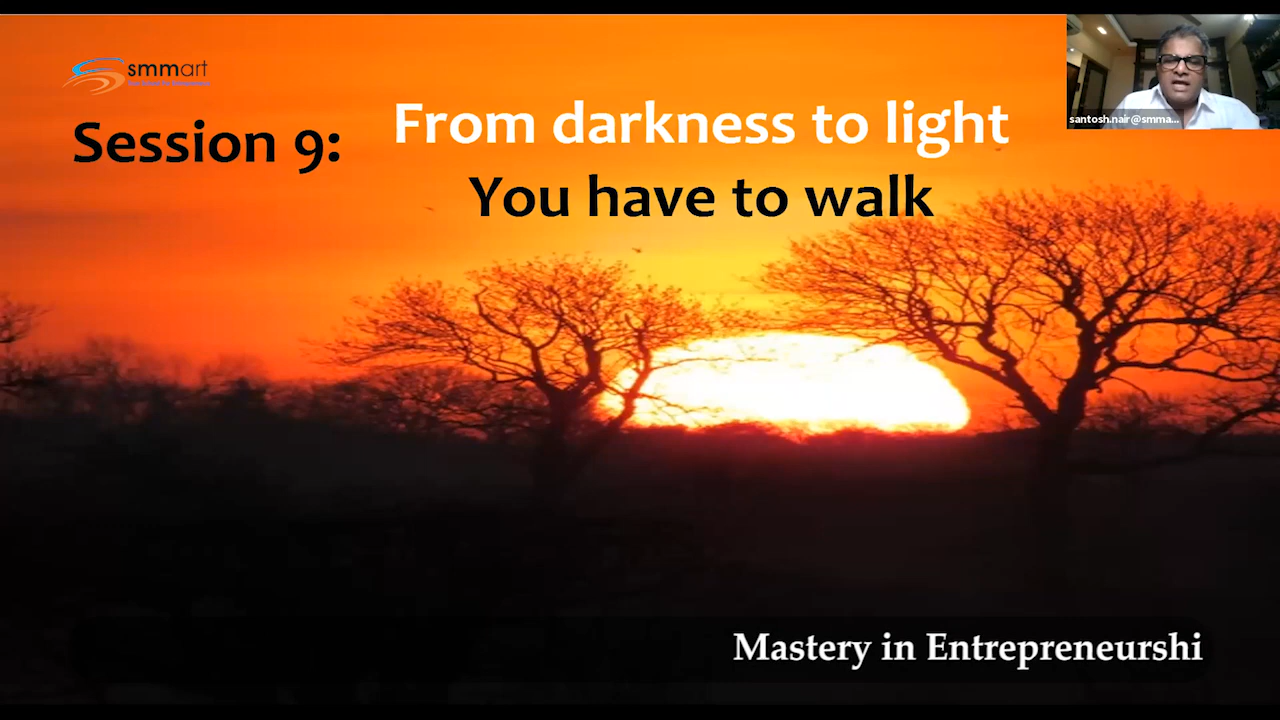 smmart
Session 9:
From darkness to light
You have to walk
santosh.nair@smma...
Mastery in Entrepreneurshi